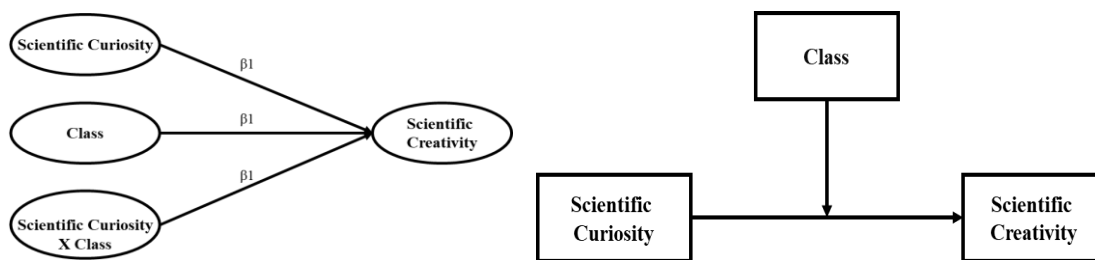 Scientific Curiosity
β1
Class
β1
Scientific
Creativity
β1
Scientific Curiosity
X Class
Class
Scientific
Curiosity
Scientific
Creativity